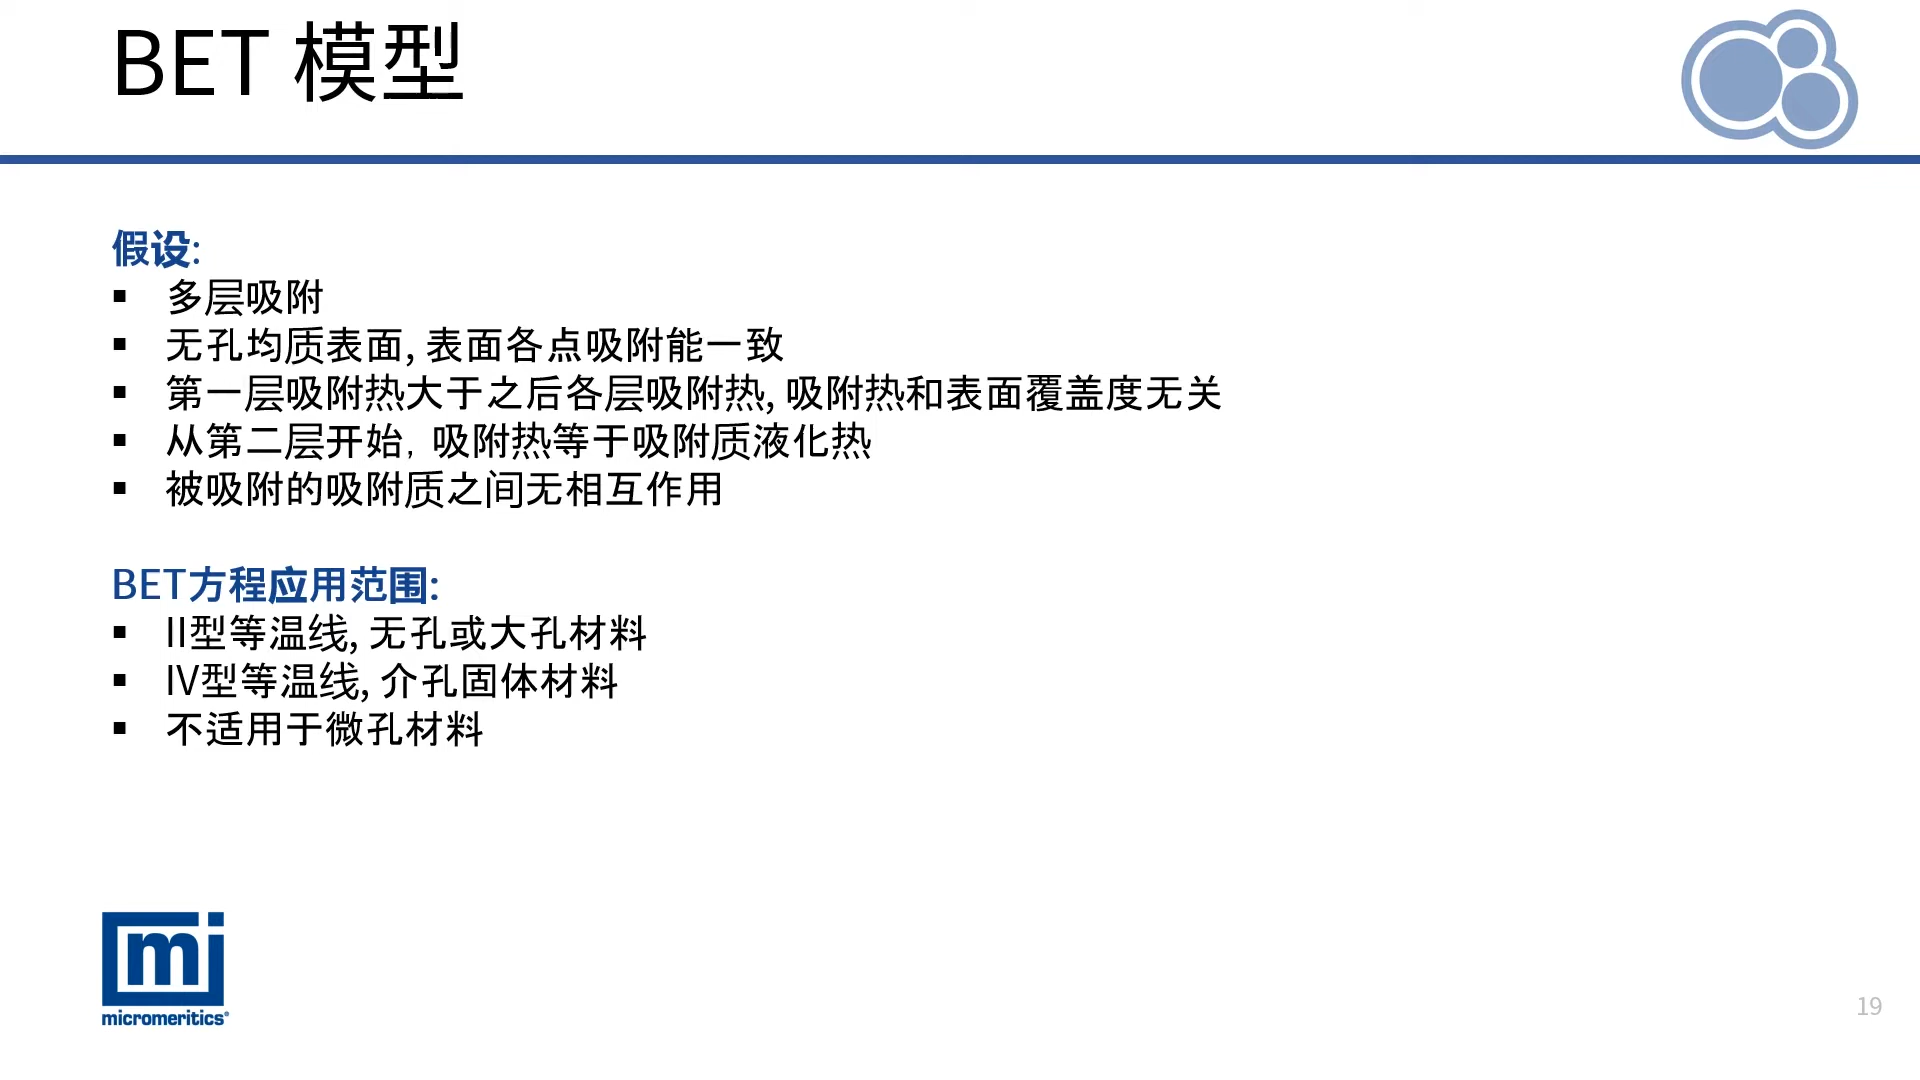 BET 模型
假设:
▪ 多层吸附
▪ 无孔均质表面, 表面各点吸附能一致
▪ 第一层吸附热大于之后各层吸附热, 吸附热和表面覆盖度无关
▪ 从第二层开始, 吸附热等于吸附质液化热
▪ 被吸附的吸附质之间无相互作用
BET方程应用范围:
▪ II型等温线, 无孔或大孔材料
▪ IV型等温线, 介孔固体材料
▪ 不适用于微孔材料
mi
micromeritics®
19